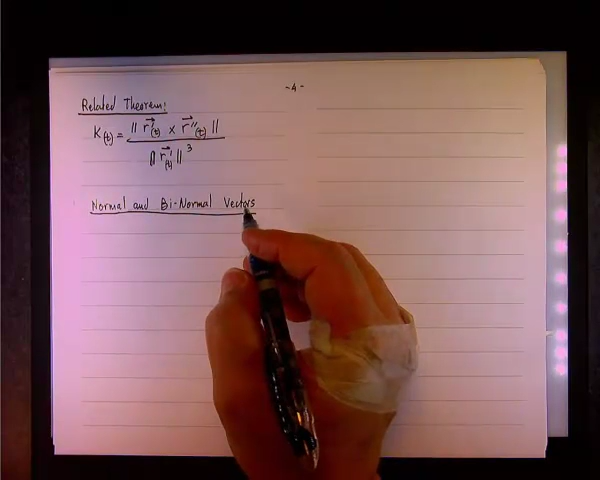 -4-
Related Theorem:
K(t) = || r⃗'(t) × r⃗''(t) ||
|| r⃗'(t) ||³
Normal and Bi-Normal Vectors